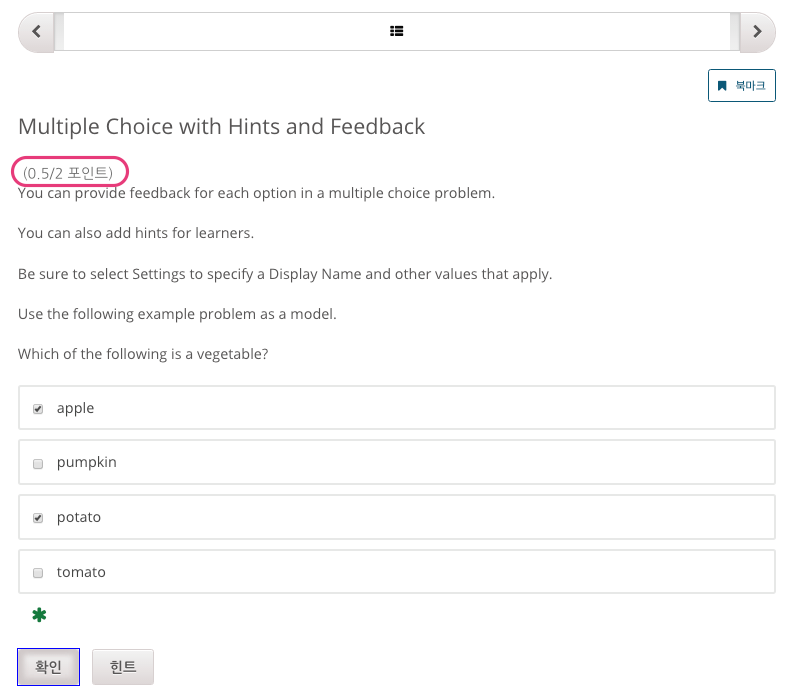 북마크
Multiple Choice with Hints and Feedback
(0.5/2 포인트)
You can provide feedback for each option in a multiple choice problem.
You can also add hints for learners.
Be sure to select Settings to specify a Display Name and other values that apply.
Use the following example problem as a model.
Which of the following is a vegetable?
apple
pumpkin
potato
tomato
확인 힌트